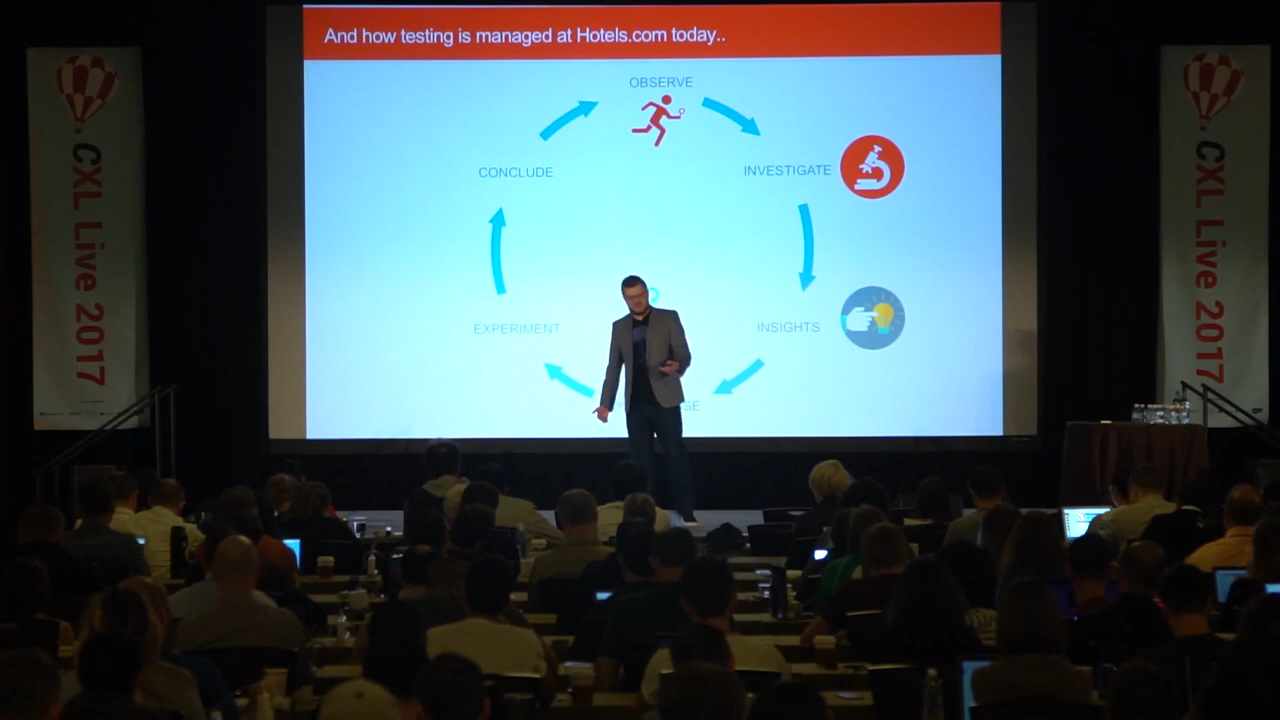 And how testing is managed at Hotels.com today..
OBSERVE
CONCLUDE
INVESTIGATE
EXPERIMENT
INSIGHTS
CXL Live 2017
CXL Live 2017